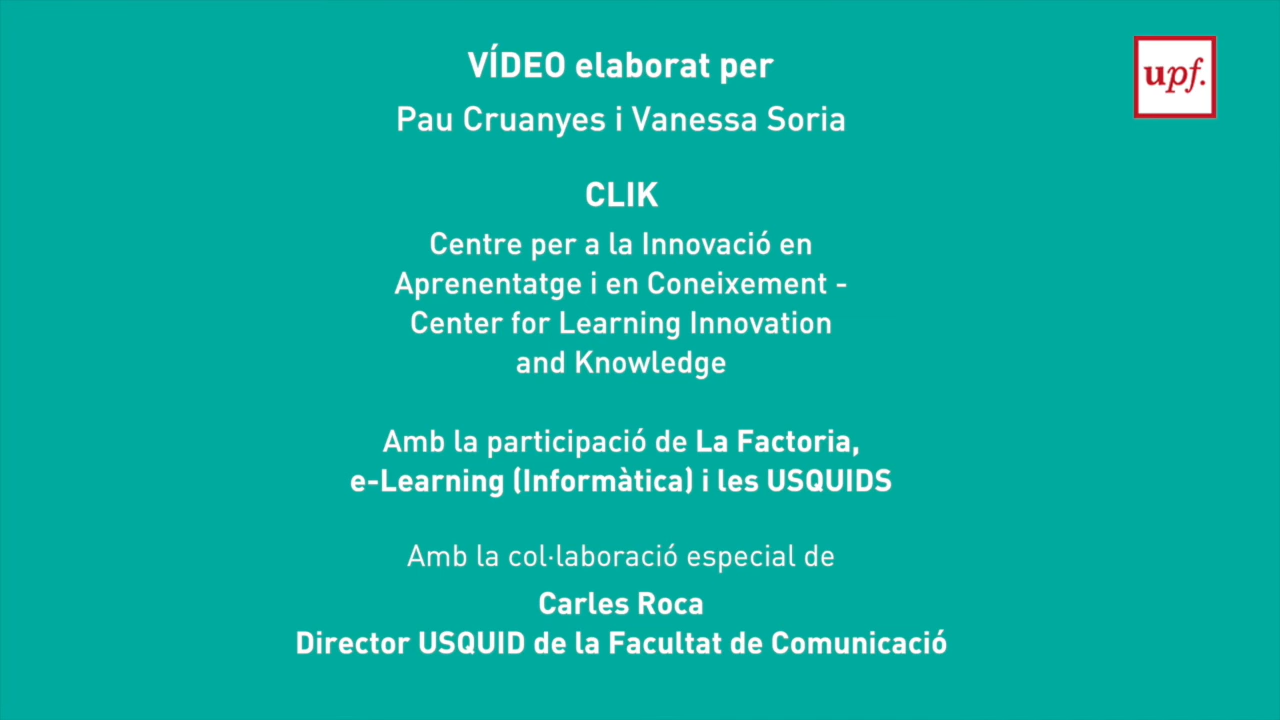 VÍDEO elaborat per
upf.
Pau Cruanyes i Vanessa Soria
CLIK
Centre per a la Innovació en
Aprenentatge i en Coneixement -
Center for Learning Innovation
and Knowledge
Amb la participació de La Factoria,
e-Learning (Informàtica) i les USQUIDS
Amb la col·laboració especial de
Carles Roca
Director USQUID de la Facultat de Comunicació